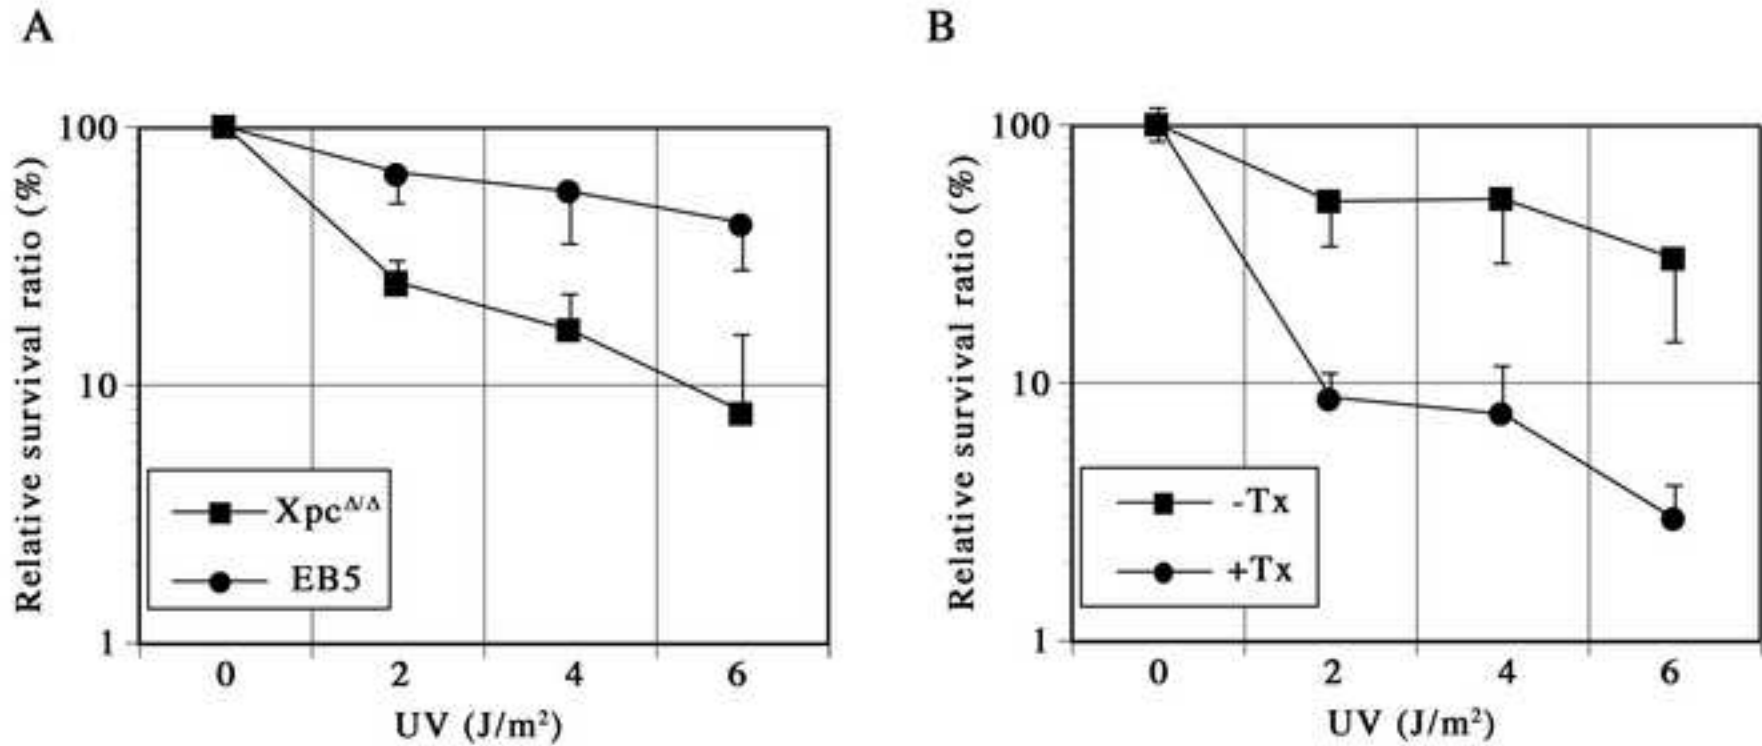 A
Relative survival ratio (%)
100
10
1
Xpc^Δ/Δ
EB5
0 2 4 6
UV (J/m²)
B
Relative survival ratio (%)
100
10
1
-Tx
+Tx
0 2 4 6
UV (J/m²)